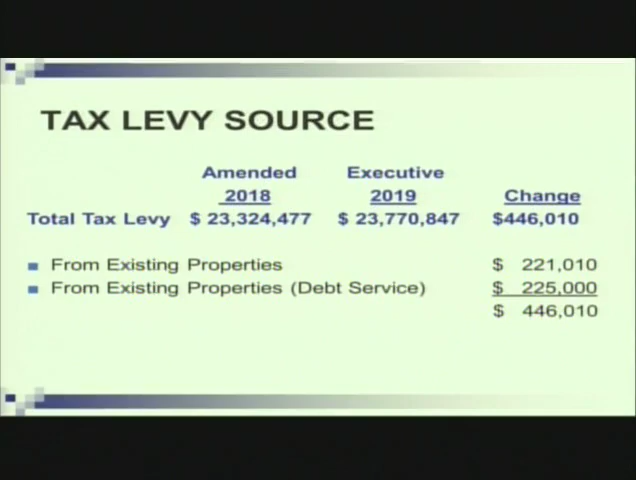 TAX LEVY SOURCE
Amended Executive
2018 2019 Change
Total Tax Levy $ 23,324,477 $ 23,770,847 $446,010
From Existing Properties $ 221,010
From Existing Properties (Debt Service) $ 225,000
$ 446,010